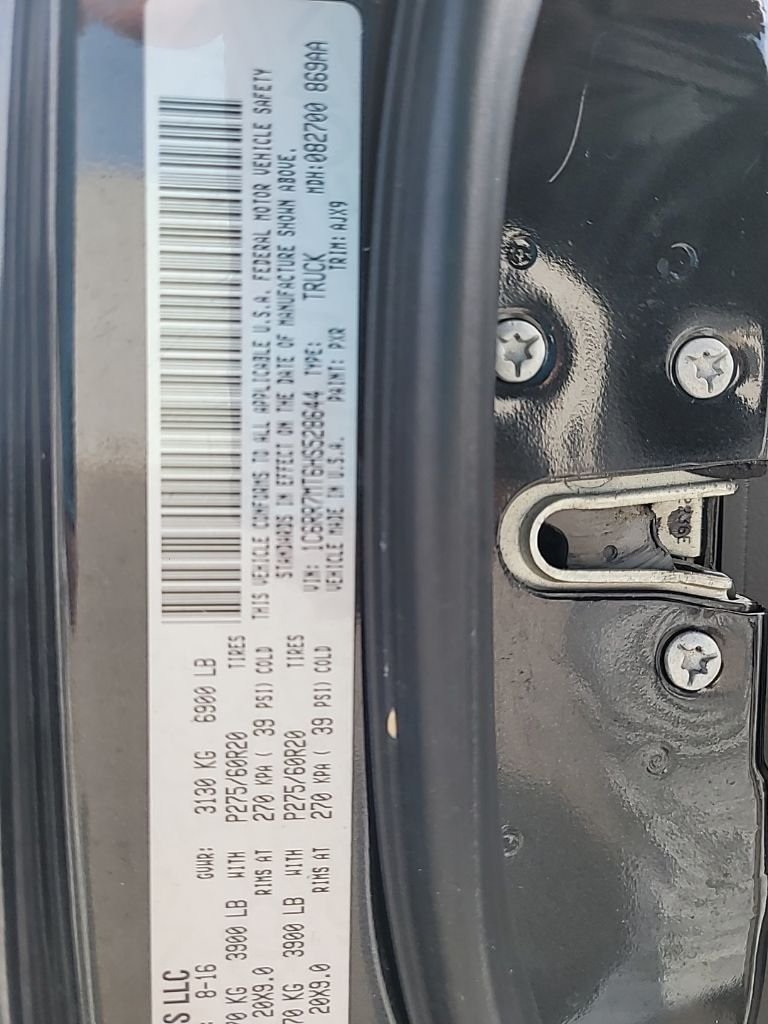 S LLC
8-16 GVWR: 3130 KG 6900 LB
70 KG 3900 LB WITH P275/60R20 TIRES
20X9.0 RIMS AT 270 KPA ( 39 PSI) COLD
70 KG 3900 LB WITH P275/60R20 TIRES
20X9.0 RIMS AT 270 KPA ( 39 PSI) COLD
THIS VEHICLE CONFORMS TO ALL APPLICABLE U.S.A. FEDERAL MOTOR VEHICLE SAFETY
STANDARDS IN EFFECT ON THE DATE OF MANUFACTURE SHOWN ABOVE.
VIN: 1C6RR7MT6HS528644 TYPE: TRUCK MDH:082700 869AA
VEHICLE MADE IN U.S.A. PAINT: PXR TRIM: AJX9